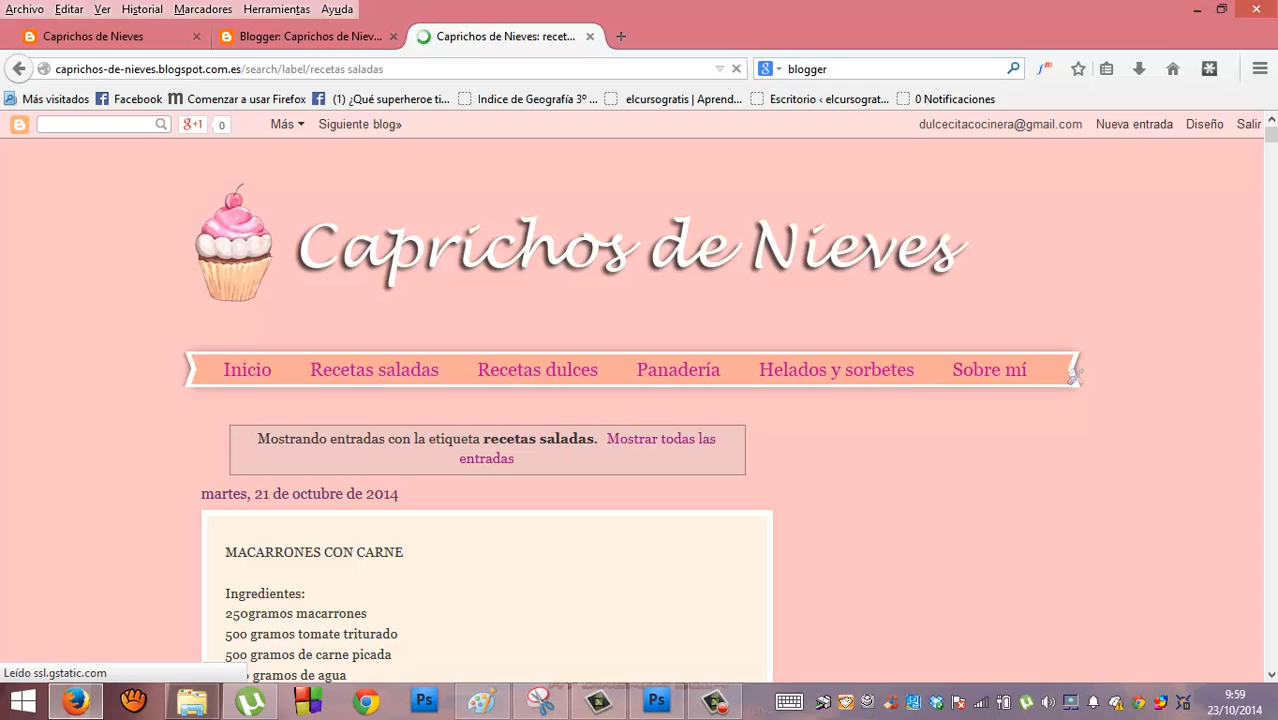 Archivo Editar Ver Historial Marcadores Herramientas Ayuda
Caprichos de Nieves Blogger: Caprichos de Niev... Caprichos de Nieves: recet...
caprichos-de-nieves.blogspot.com.es/search/label/recetas saladas blogger
Más visitados Facebook Comenzar a usar Firefox (1) ¿Qué superheroe ti... Indice de Geografía 3º ... elcursogratis | Aprend... Escritorio ‹ elcursograt... 0 Notificaciones
g+1 0 Más Siguiente blog» dulcecitacocinera@gmail.com Nueva entrada Diseño Salir
Caprichos de Nieves
Inicio Recetas saladas Recetas dulces Panadería Helados y sorbetes Sobre mí
Mostrando entradas con la etiqueta recetas saladas. Mostrar todas las
entradas
martes, 21 de octubre de 2014
MACARRONES CON CARNE
Ingredientes:
250gramos macarrones
500 gramos tomate triturado
500 gramos de carne picada
gramos de agua
Leído ssl.gstatic.com
Ps Ps 9:59
23/10/2014